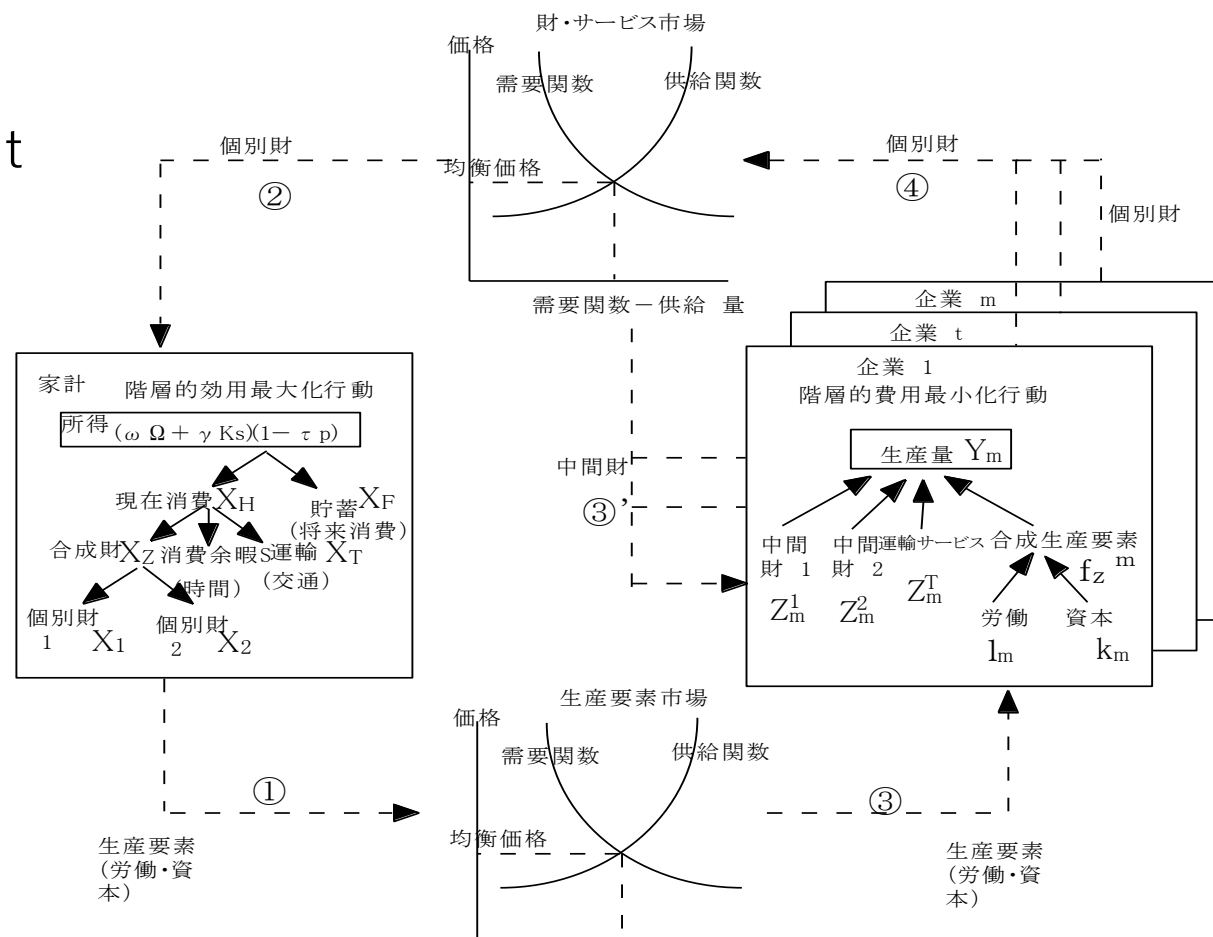 財・サービス市場
価格
需要関数
供給関数
t
個別財
②
均衡価格
個別財
④
個別財
需要関数－供給 量
企業 m
企業 t
企業 1
階層的費用最小化行動
生産量 Ym
中間財
③’
中間
財 1
Z¹m
中間
財 2
Z²m
運輸サービス
ZTm
合成生産要素
fz m
労働
lm
資本
km
家計
階層的効用最大化行動
所得 (ω Ω + γ Ks)(1－ τ p)
現在消費 XH
貯蓄 XF
(将来消費)
合成財 XZ 消費余暇S 運輸 XT
(時間)
(交通)
個別財
1 X1
個別財
2 X2
生産要素市場
価格
需要関数
供給関数
①
③
均衡価格
生産要素
(労働・資
本)
生産要素
(労働・資
本)